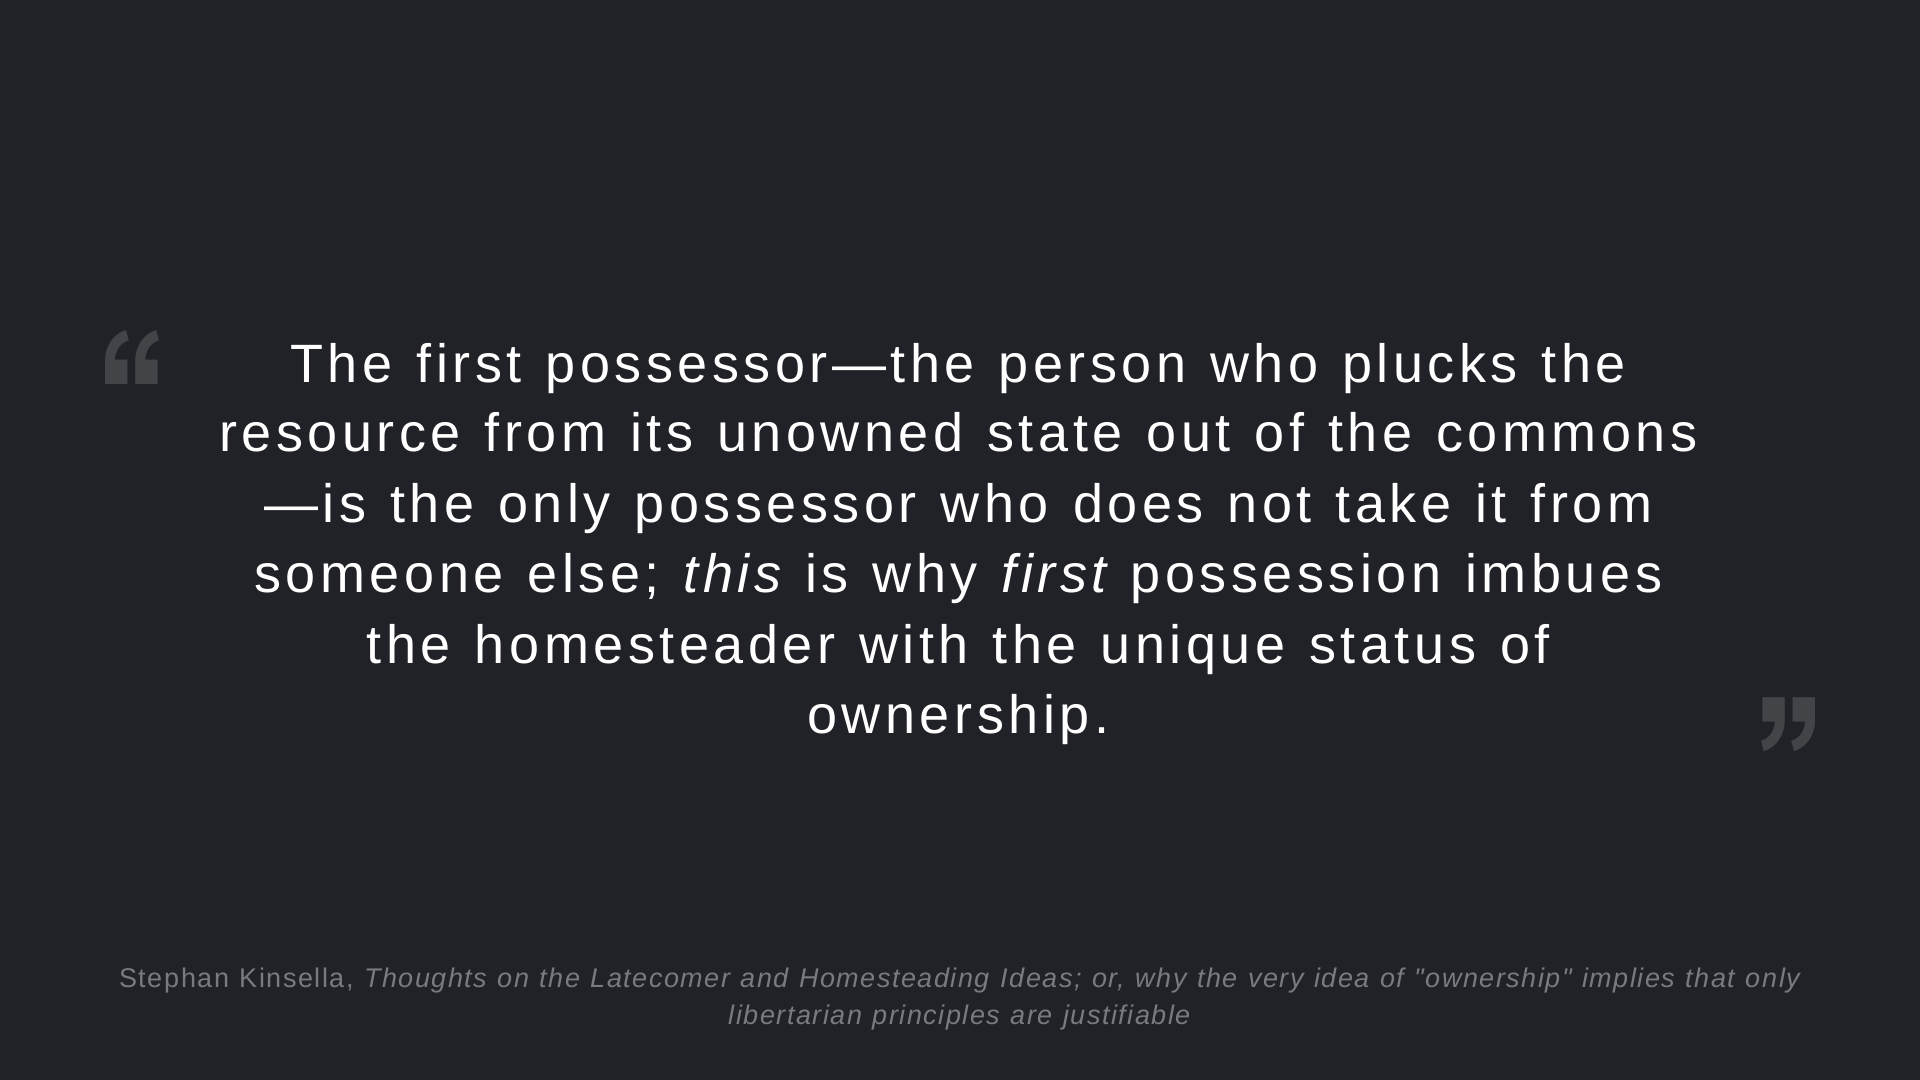 “ The first possessor—the person who plucks the
resource from its unowned state out of the commons
—is the only possessor who does not take it from
someone else; this is why first possession imbues
the homesteader with the unique status of
ownership. ”
Stephan Kinsella, Thoughts on the Latecomer and Homesteading Ideas; or, why the very idea of "ownership" implies that only
libertarian principles are justifiable